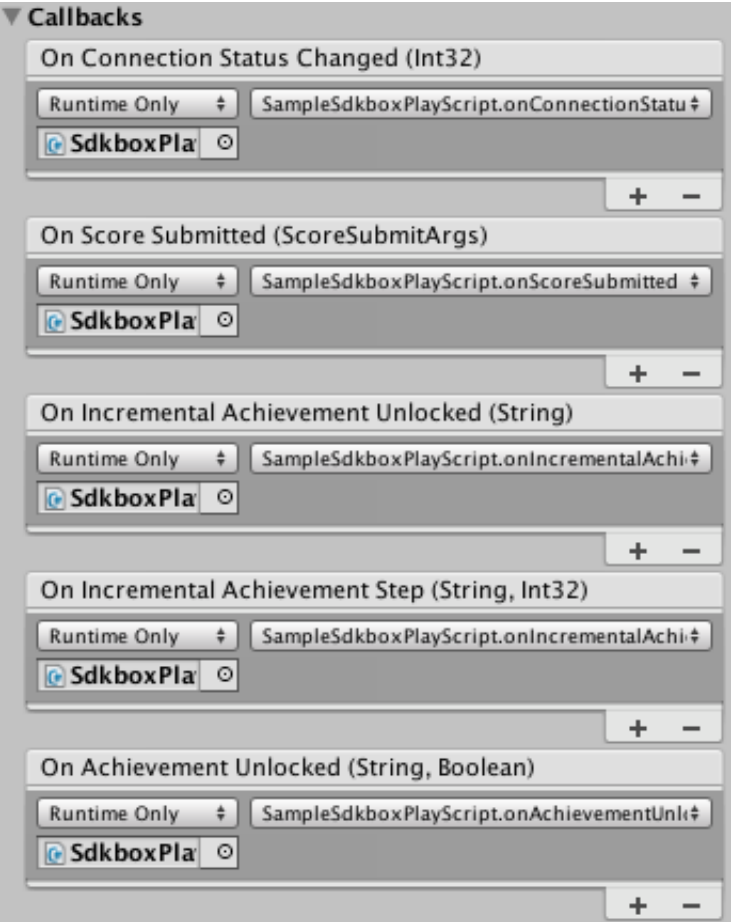 Callbacks
On Connection Status Changed (Int32)
Runtime Only SampleSdkboxPlayScript.onConnectionStatu
SdkboxPla
+ −
On Score Submitted (ScoreSubmitArgs)
Runtime Only SampleSdkboxPlayScript.onScoreSubmitted
SdkboxPla
+ −
On Incremental Achievement Unlocked (String)
Runtime Only SampleSdkboxPlayScript.onIncrementalAchi
SdkboxPla
+ −
On Incremental Achievement Step (String, Int32)
Runtime Only SampleSdkboxPlayScript.onIncrementalAchi
SdkboxPla
+ −
On Achievement Unlocked (String, Boolean)
Runtime Only SampleSdkboxPlayScript.onAchievementUnl
SdkboxPla
+ −